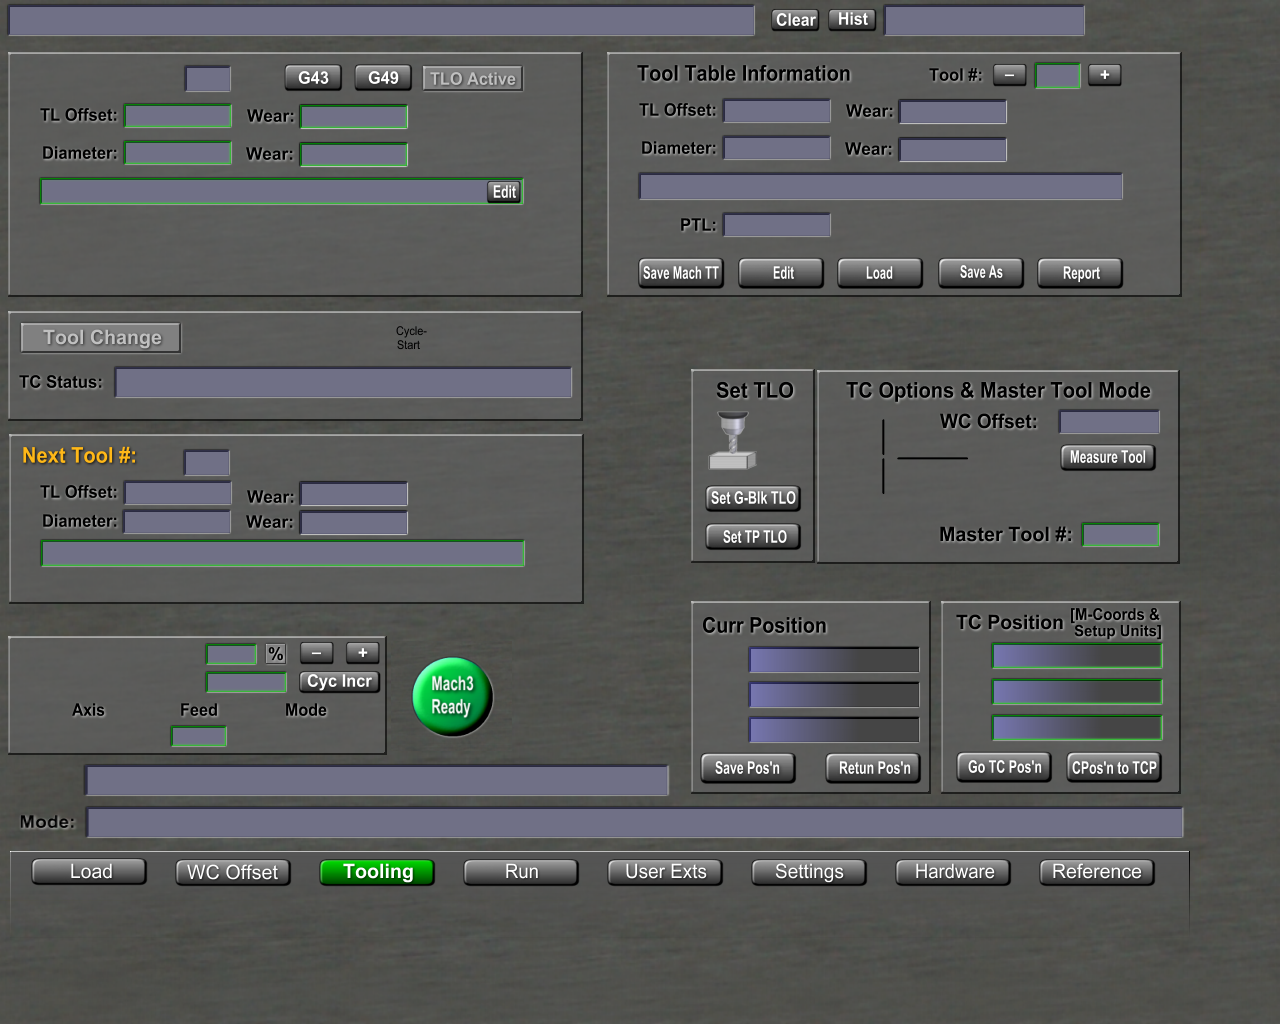 Clear Hist
G43 G49 TLO Active
TL Offset: Wear:
Diameter: Wear:
Edit
Tool Table Information Tool #: − +
TL Offset: Wear:
Diameter: Wear:
PTL:
Save Mach TT Edit Load Save As Report
Tool Change
Cycle-
Start
TC Status:
Next Tool #:
TL Offset: Wear:
Diameter: Wear:
Set TLO
Set G-Blk TLO
Set TP TLO
TC Options & Master Tool Mode
WC Offset:
Measure Tool
Master Tool #:
% − +
Cyc Incr
Axis Feed Mode
Mach3
Ready
Curr Position
Save Pos'n Retun Pos'n
TC Position [M-Coords &
Setup Units]
Go TC Pos'n CPos'n to TCP
Mode:
Load WC Offset Tooling Run User Exts Settings Hardware Reference